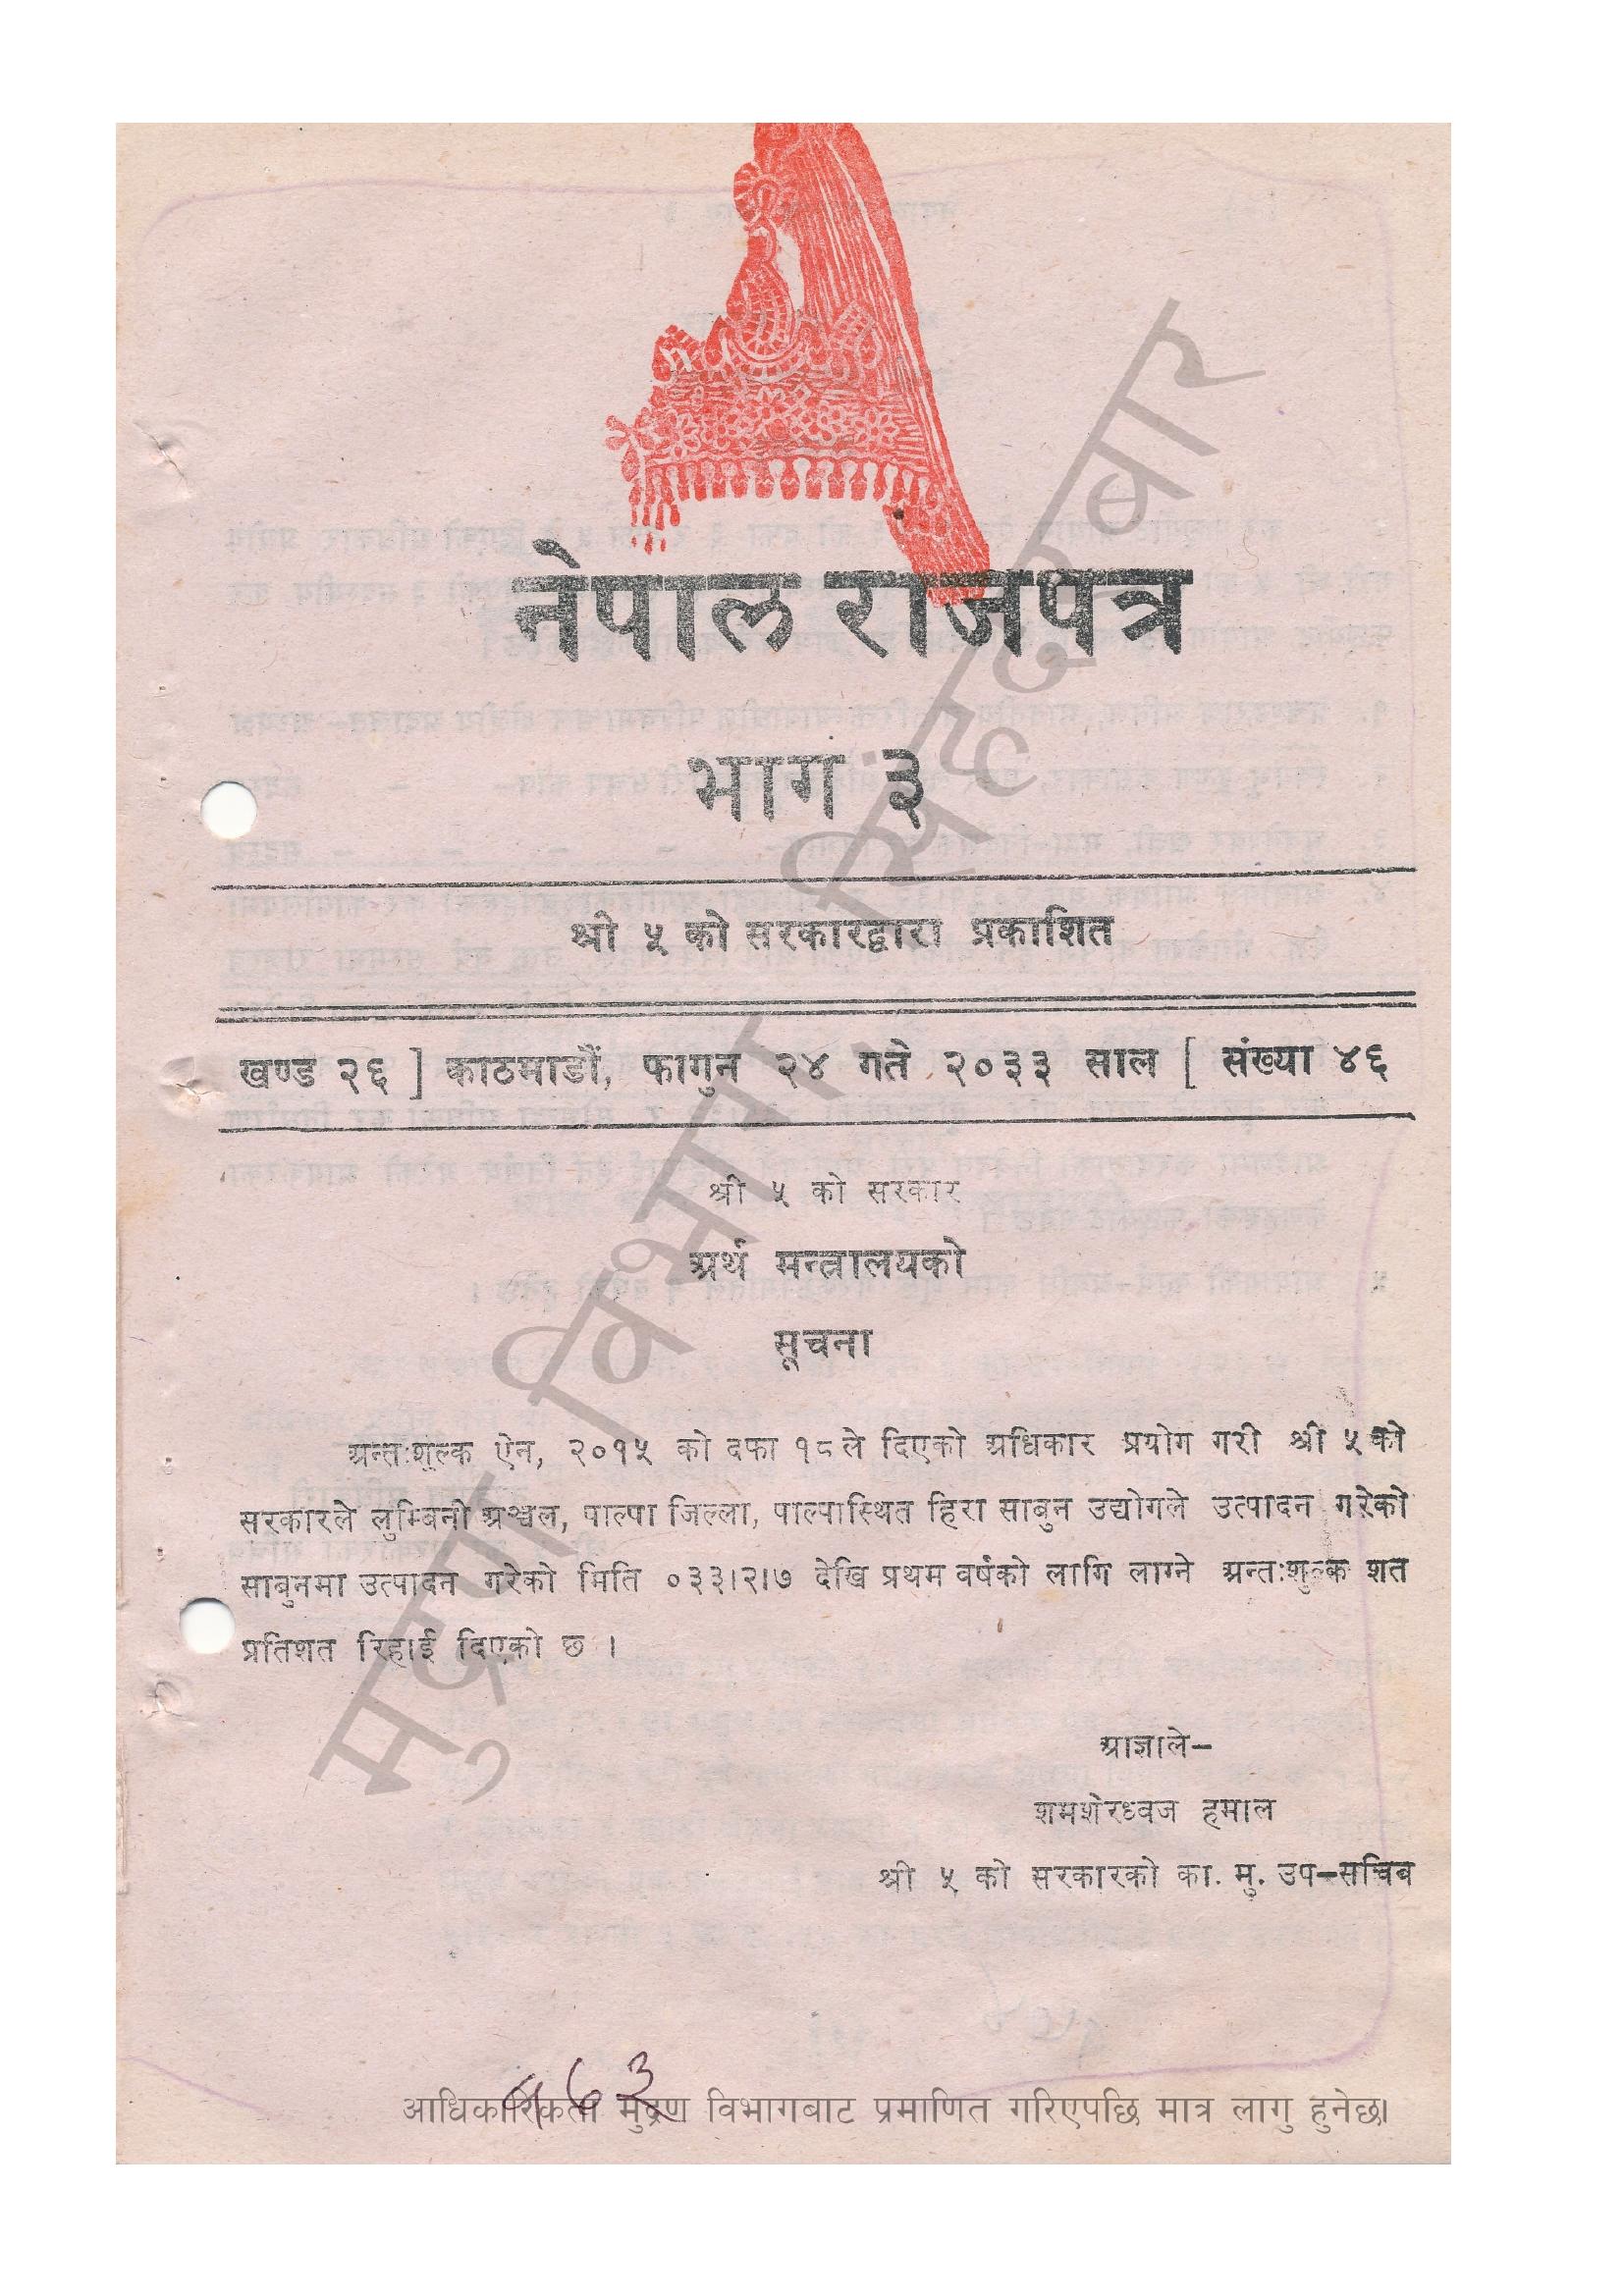 नेपाल राजपत्र
भाग ३
श्री ५ को सरकारद्वारा प्रकाशित
खण्ड २६ ] काठमाडौं, फागुन २४ गते २०३३ साल [ संख्या ४६
श्री ५ को सरकार
अर्थ मन्त्रालयको
सूचना
अन्तःशुल्क ऐन, २०१५ को दफा १८ ले दिएको अधिकार प्रयोग गरी श्री ५ को
सरकारले लुम्बिनी अञ्चल, पाल्पा जिल्ला, पाल्पास्थित हिरा साबुन उद्योगले उत्पादन गरेको
साबुनमा उत्पादन गरेको मिति ०३३।२।७ देखि प्रथम वर्षको लागि लाग्ने अन्तःशुल्क शत
प्रतिशत रिहाई दिएको छ ।
आज्ञाले–
शमशेरध्वज हमाल
श्री ५ को सरकारको का. मु. उप–सचिव
१६३
आधिकारिकता मुद्रण विभागबाट प्रमाणित गरिएपछि मात्र लागु हुनेछ।
मुद्रण विभाग, सिंहदरवार